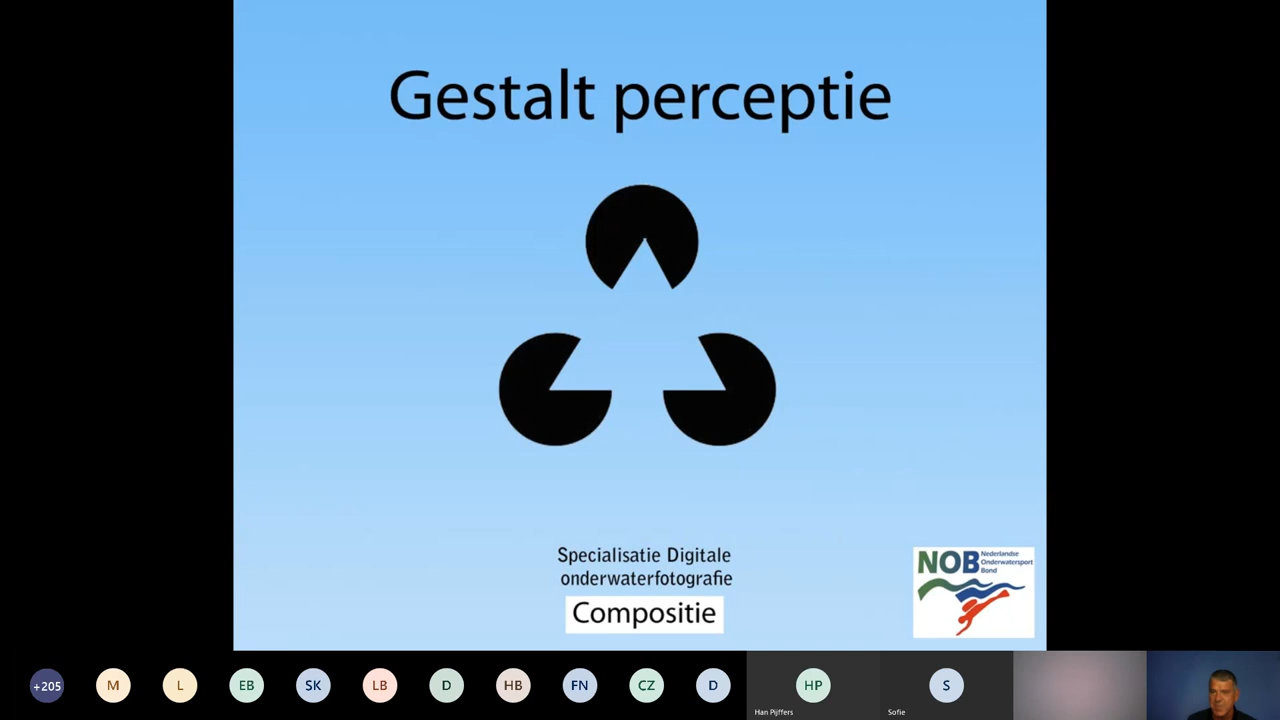 Gestalt perceptie
Specialisatie Digitale
onderwaterfotografie
Compositie
NOB
Nederlandse
Onderwatersport
Bond
+205
M
L
EB
SK
LB
D
HB
FN
CZ
D
HP
S
Han Pijffers
Sofie